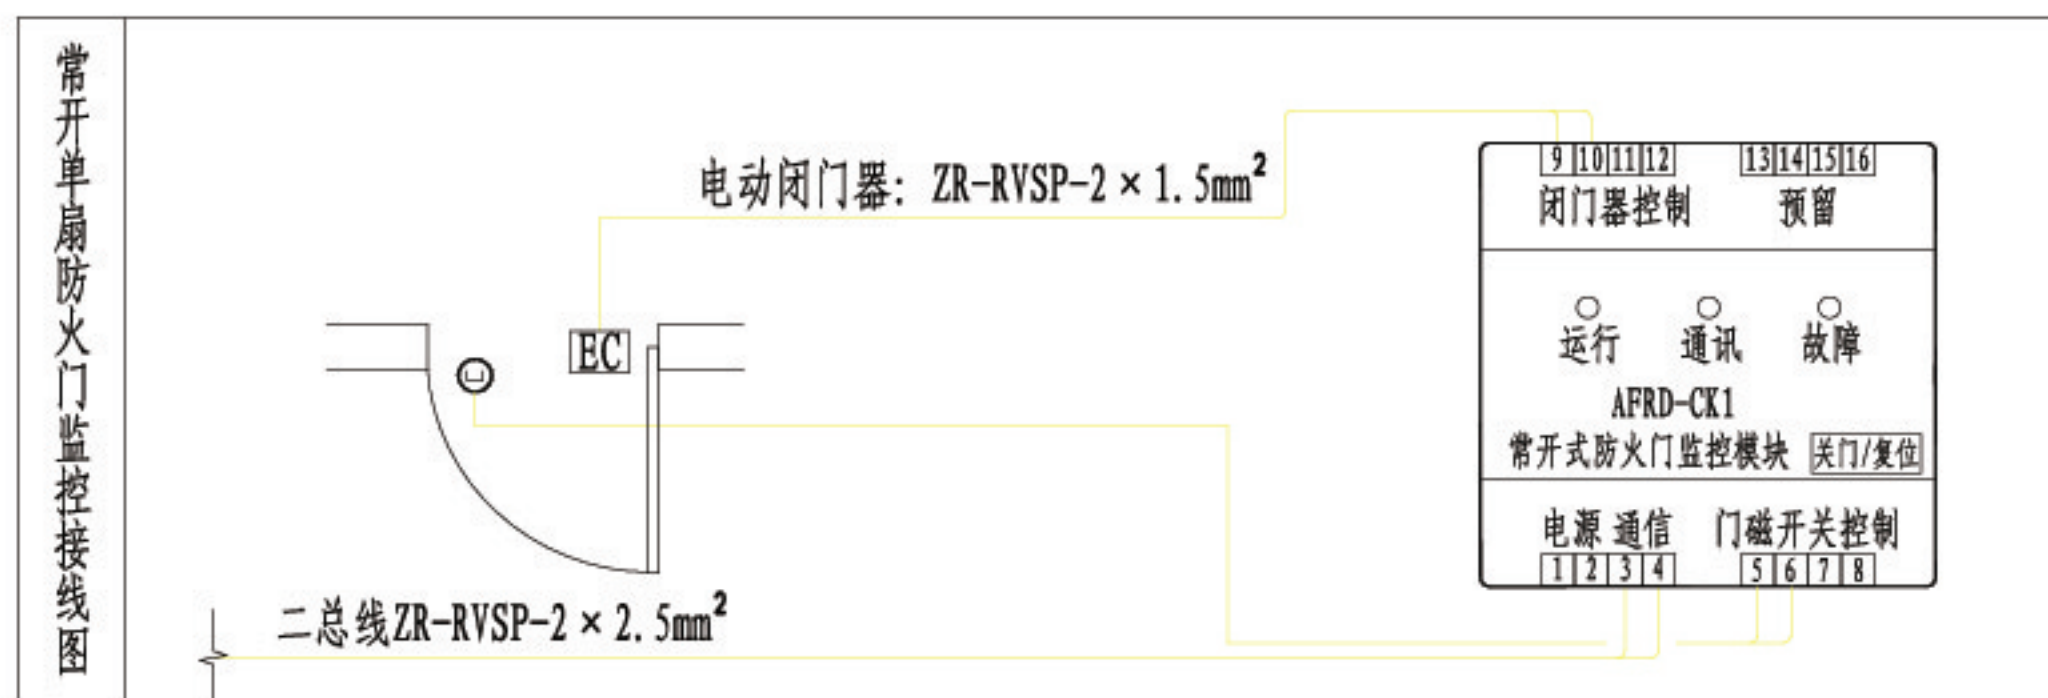 常开单扇防火门监控接线图
电动闭门器: ZR-RVSP-2×1.5mm²
9 10 11 12 13 14 15 16
闭门器控制 预留
EC
运行 通讯 故障
AFRD-CK1
常开式防火门监控模块 关门/复位
电源 通信 门磁开关控制
1 2 3 4 5 6 7 8
二总线ZR-RVSP-2×2.5mm²